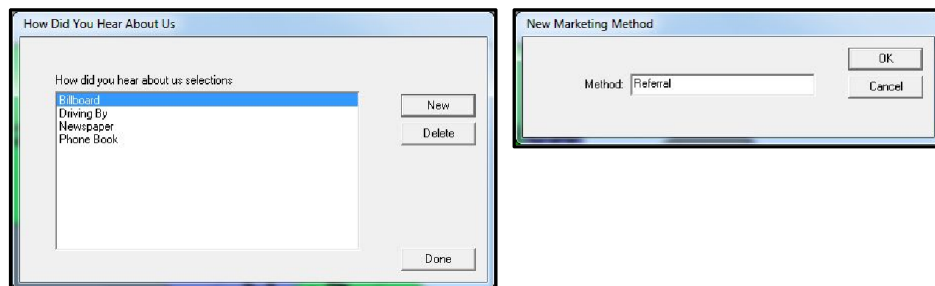 How Did You Hear About Us
How did you hear about us selections
Billboard
Driving By
Newspaper
Phone Book
New
Delete
Done
New Marketing Method
Method: Referral
OK
Cancel